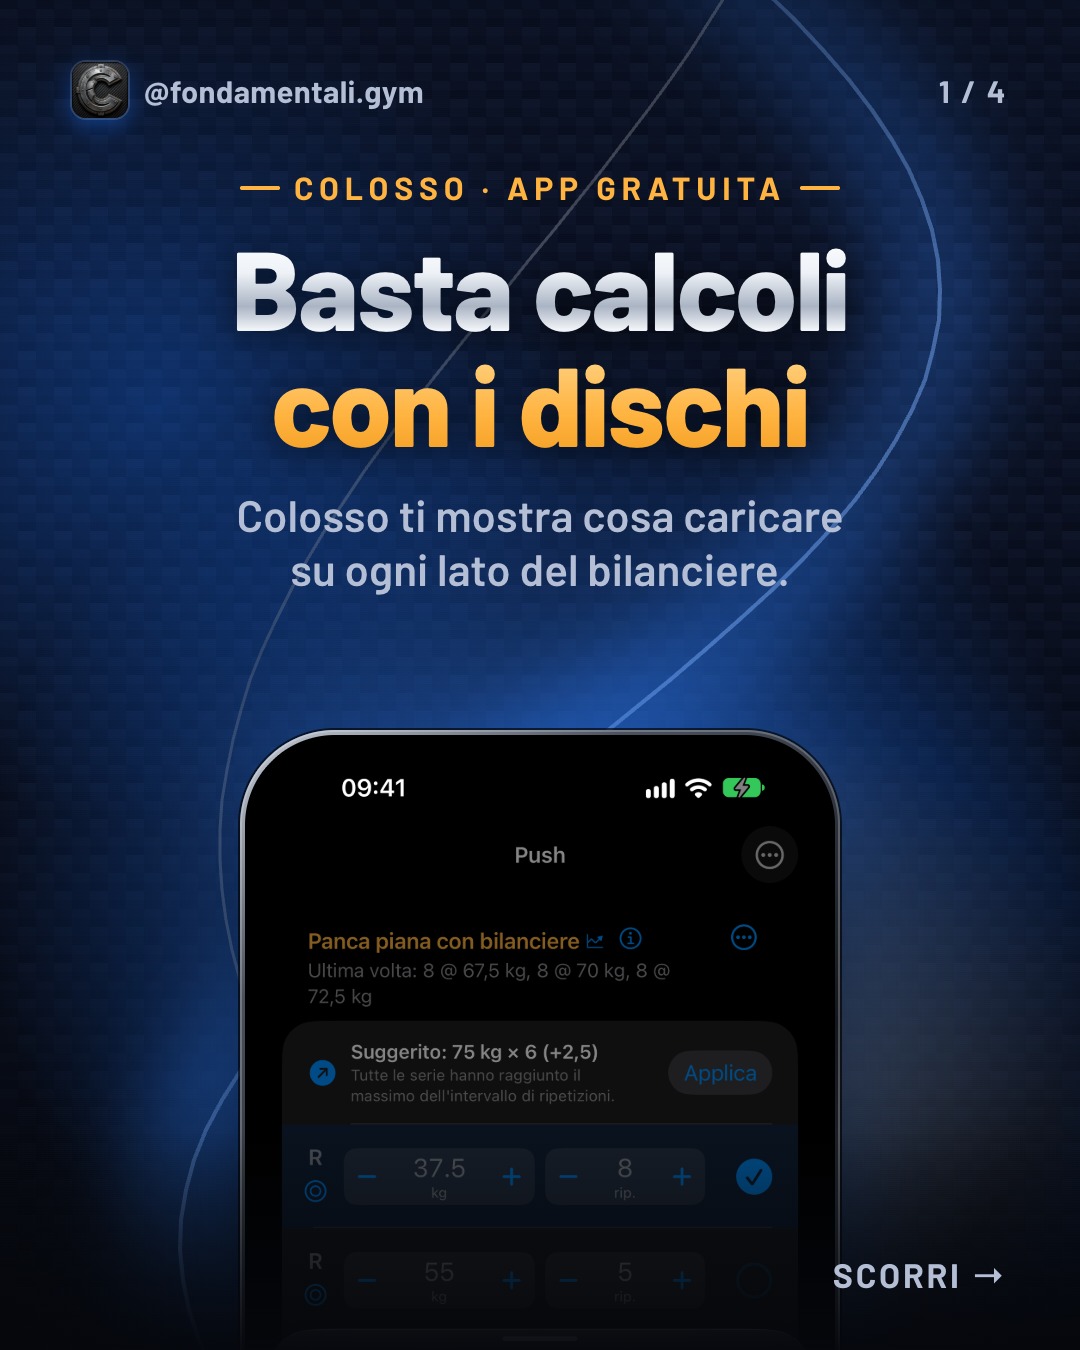 @fondamentali.gym
1 / 4
COLOSSO · APP GRATUITA
Basta calcoli
con i dischi
Colosso ti mostra cosa caricare
su ogni lato del bilanciere.
09:41
Push
Panca piana con bilanciere
Ultima volta: 8 @ 67,5 kg, 8 @ 70 kg, 8 @
72,5 kg
Suggerito: 75 kg × 6 (+2,5)
Tutte le serie hanno raggiunto il
massimo dell'intervallo di ripetizioni.
Applica
R
− 37.5 + − 8 +
kg rip.
R
− 55 + − 5 +
kg rip.
SCORRI →